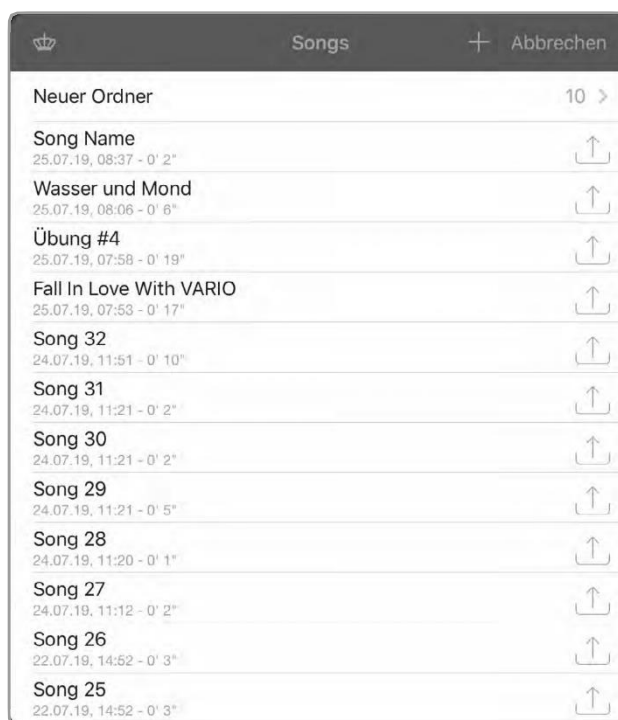 Songs + Abbrechen
Neuer Ordner 10 >
Song Name
25.07.19, 08:37 - 0' 2"
Wasser und Mond
25.07.19, 08:06 - 0' 6"
Übung #4
25.07.19, 07:58 - 0' 19"
Fall In Love With VARIO
25.07.19, 07:53 - 0' 17"
Song 32
24.07.19, 11:51 - 0' 10"
Song 31
24.07.19, 11:21 - 0' 2"
Song 30
24.07.19, 11:21 - 0' 2"
Song 29
24.07.19, 11:21 - 0' 5"
Song 28
24.07.19, 11:20 - 0' 1"
Song 27
24.07.19, 11:12 - 0' 2"
Song 26
22.07.19, 14:52 - 0' 3"
Song 25
22.07.19, 14:52 - 0' 3"